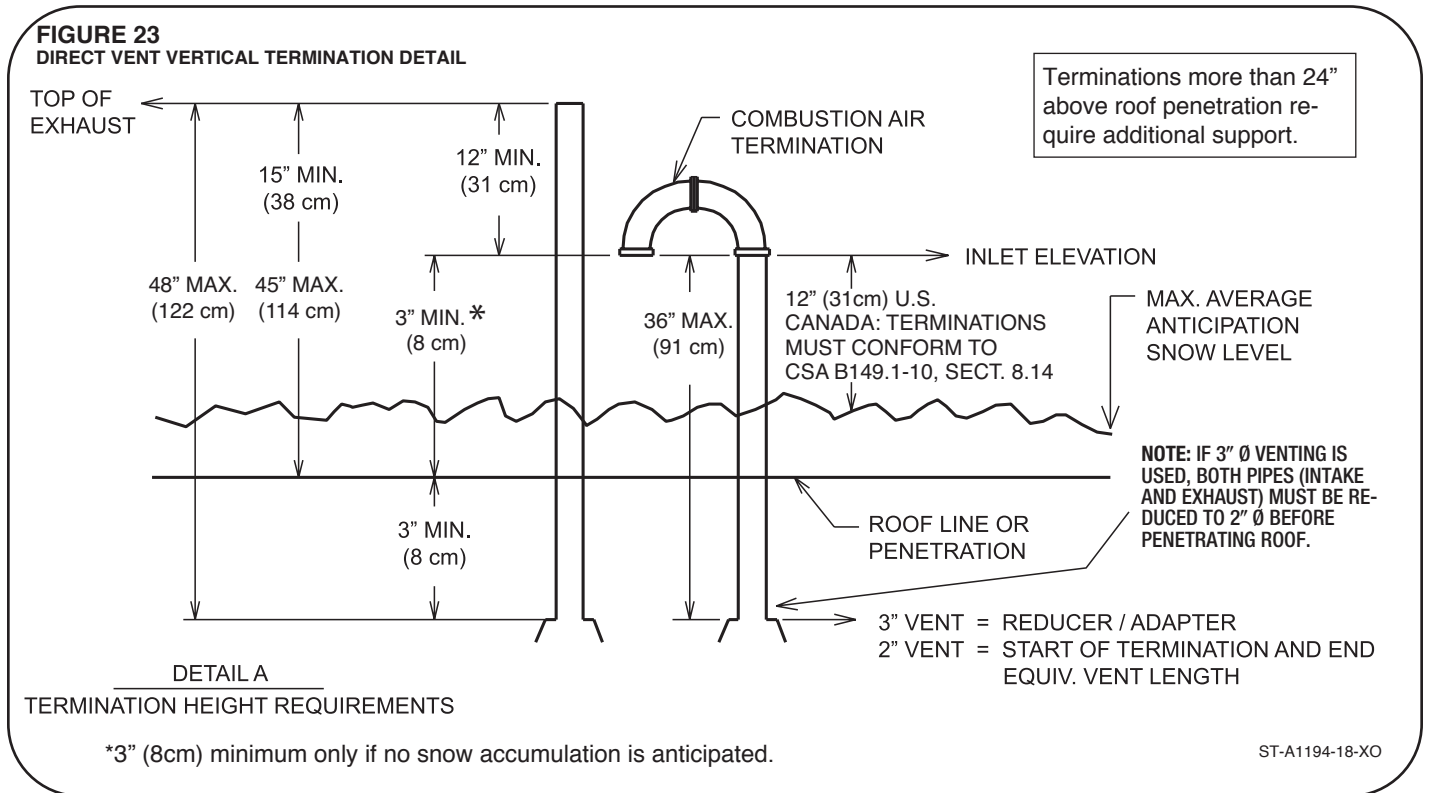 FIGURE 23
DIRECT VENT VERTICAL TERMINATION DETAIL
TOP OF
EXHAUST
15” MIN.
(38 cm)
12” MIN.
(31 cm)
COMBUSTION AIR
TERMINATION
Terminations more than 24”
above roof penetration re-
quire additional support.
INLET ELEVATION
48” MAX.
(122 cm)
45” MAX.
(114 cm)
3” MIN. *
(8 cm)
36” MAX.
(91 cm)
12” (31cm) U.S.
CANADA: TERMINATIONS
MUST CONFORM TO
CSA B149.1-10, SECT. 8.14
MAX. AVERAGE
ANTICIPATION
SNOW LEVEL
NOTE: IF 3” Ø VENTING IS
USED, BOTH PIPES (INTAKE
AND EXHAUST) MUST BE RE-
DUCED TO 2” Ø BEFORE
PENETRATING ROOF.
3” MIN.
(8 cm)
ROOF LINE OR
PENETRATION
3” VENT = REDUCER / ADAPTER
2” VENT = START OF TERMINATION AND END
EQUIV. VENT LENGTH
DETAIL A
TERMINATION HEIGHT REQUIREMENTS
*3” (8cm) minimum only if no snow accumulation is anticipated.
ST-A1194-18-XO